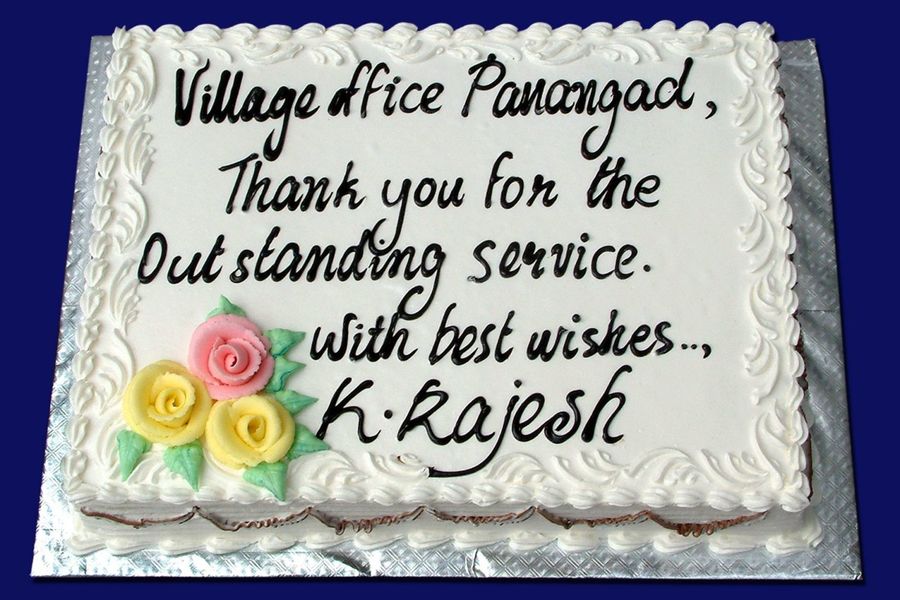 Village office Panangad,
Thank you for the
Outstanding service.
With best wishes..,
K. Rajesh